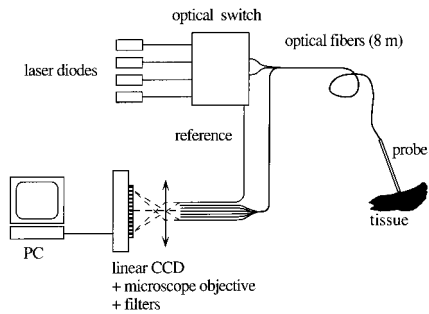 optical switch
optical fibers (8 m)
laser diodes
reference
probe
tissue
PC
linear CCD
+ microscope objective
+ filters